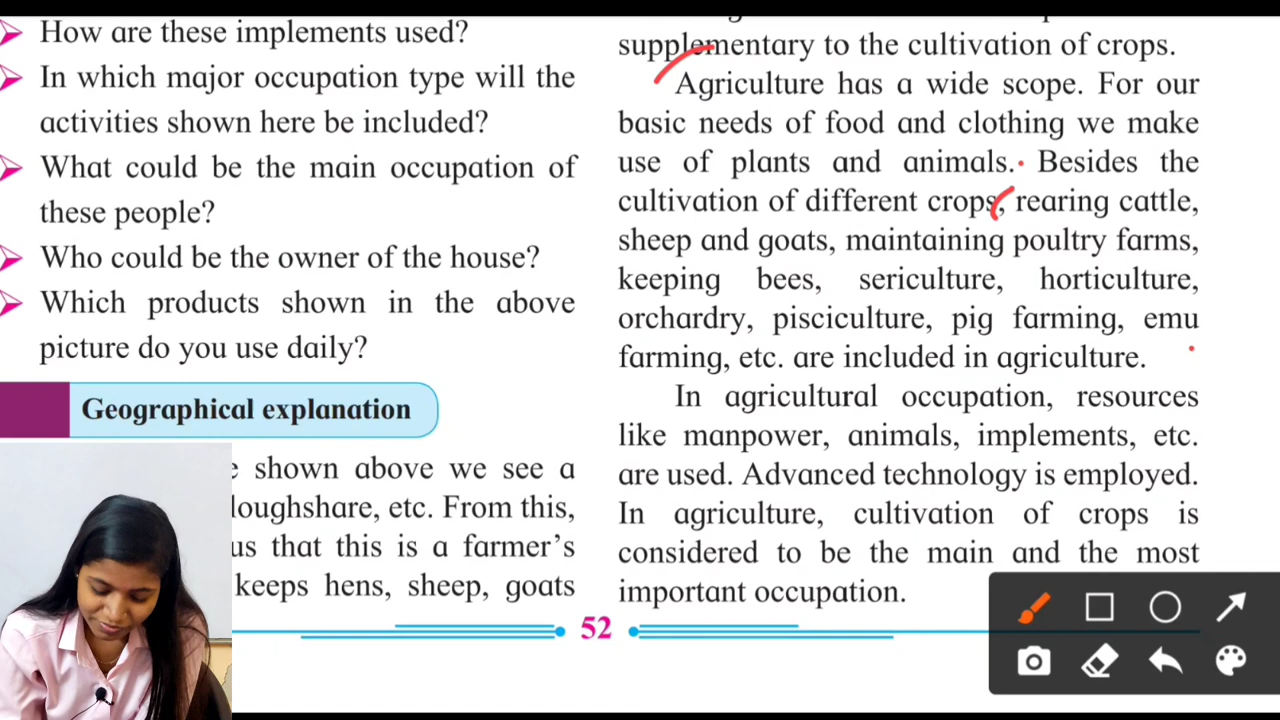 How are these implements used?
In which major occupation type will the
activities shown here be included?
What could be the main occupation of
these people?
Who could be the owner of the house?
Which products shown in the above
picture do you use daily?
Geographical explanation
shown above we see a
loughshare, etc. From this,
us that this is a farmer's
keeps hens, sheep, goats
supplementary to the cultivation of crops.
Agriculture has a wide scope. For our
basic needs of food and clothing we make
use of plants and animals. Besides the
cultivation of different crops, rearing cattle,
sheep and goats, maintaining poultry farms,
keeping bees, sericulture, horticulture,
orchardry, pisciculture, pig farming, emu
farming, etc. are included in agriculture.
In agricultural occupation, resources
like manpower, animals, implements, etc.
are used. Advanced technology is employed.
In agriculture, cultivation of crops is
considered to be the main and the most
important occupation.
52